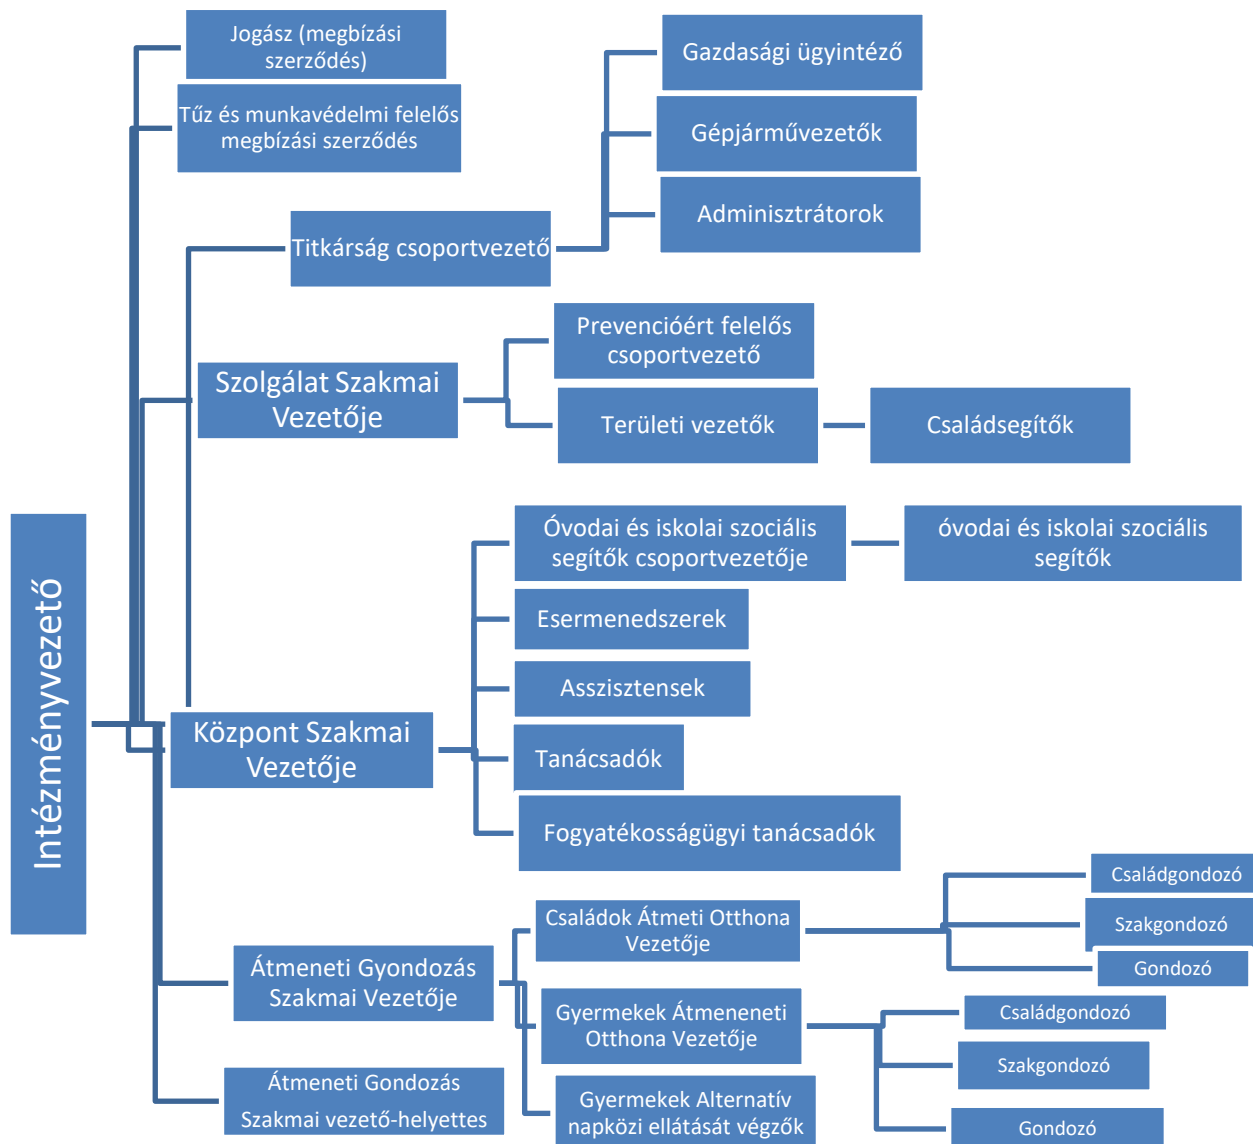 Jogász (megbízási
szerződés)
Tűz és munkavédelmi felelős
megbízási szerződés
Gazdasági ügyintéző
Gépjárművezetők
Adminisztrátorok
Titkárság csoportvezető
Prevencióért felelős
csoportvezető
Szolgálat Szakmai
Vezetője
Területi vezetők
Családsegítők
Óvodai és iskolai szociális
segítők csoportvezetője
óvodai és iskolai szociális
segítők
Esermenedszerek
Asszisztensek
Intézményvezető
Központ Szakmai
Vezetője
Tanácsadók
Fogyatékosságügyi tanácsadók
Családok Átmeti Otthona
Vezetője
Családgondozó
Szakgondozó
Gondozó
Átmeneti Gyondozás
Szakmai Vezetője
Gyermekek Átmeneneti
Otthona Vezetője
Családgondozó
Szakgondozó
Gondozó
Átmeneti Gondozás
Szakmai vezető-helyettes
Gyermekek Alternatív
napközi ellátását végzők